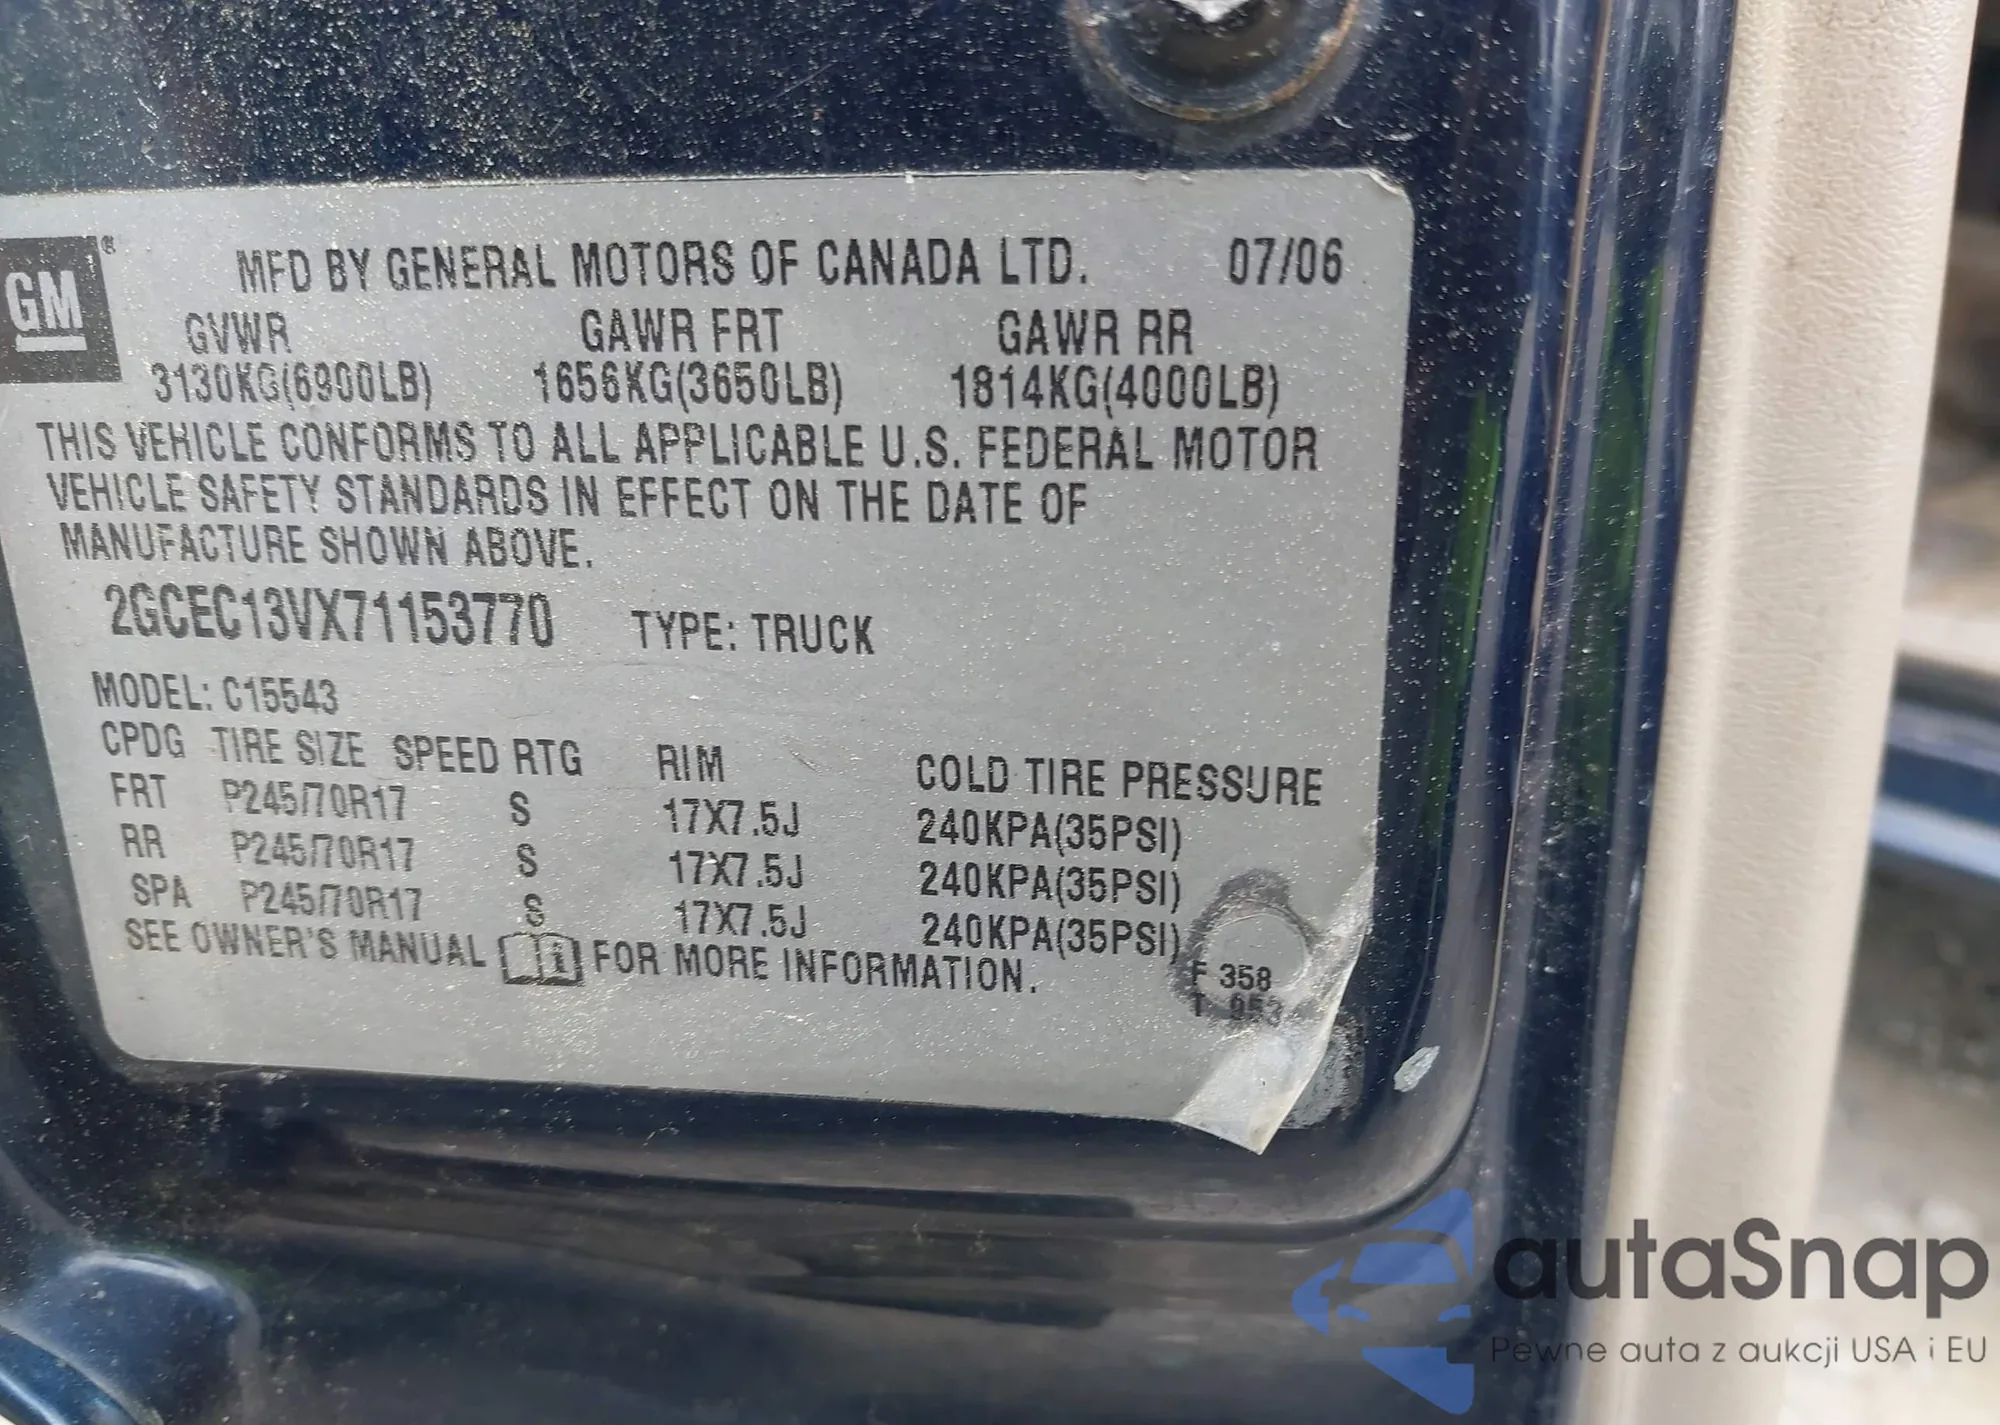 GM®
MFD BY GENERAL MOTORS OF CANADA LTD. 07/06
GVWR GAWR FRT GAWR RR
3130KG(6900LB) 1656KG(3650LB) 1814KG(4000LB)
THIS VEHICLE CONFORMS TO ALL APPLICABLE U.S. FEDERAL MOTOR
VEHICLE SAFETY STANDARDS IN EFFECT ON THE DATE OF
MANUFACTURE SHOWN ABOVE.
2GCEC13VX71153770 TYPE: TRUCK
MODEL: C15543
CPDG TIRE SIZE SPEED RTG RIM COLD TIRE PRESSURE
FRT P245/70R17 S 17X7.5J 240KPA(35PSI)
RR P245/70R17 S 17X7.5J 240KPA(35PSI)
SPA P245/70R17 S 17X7.5J 240KPA(35PSI)
SEE OWNER'S MANUAL FOR MORE INFORMATION.
F 358
T 953
autaSnap
Pewne auta z aukcji USA i EU